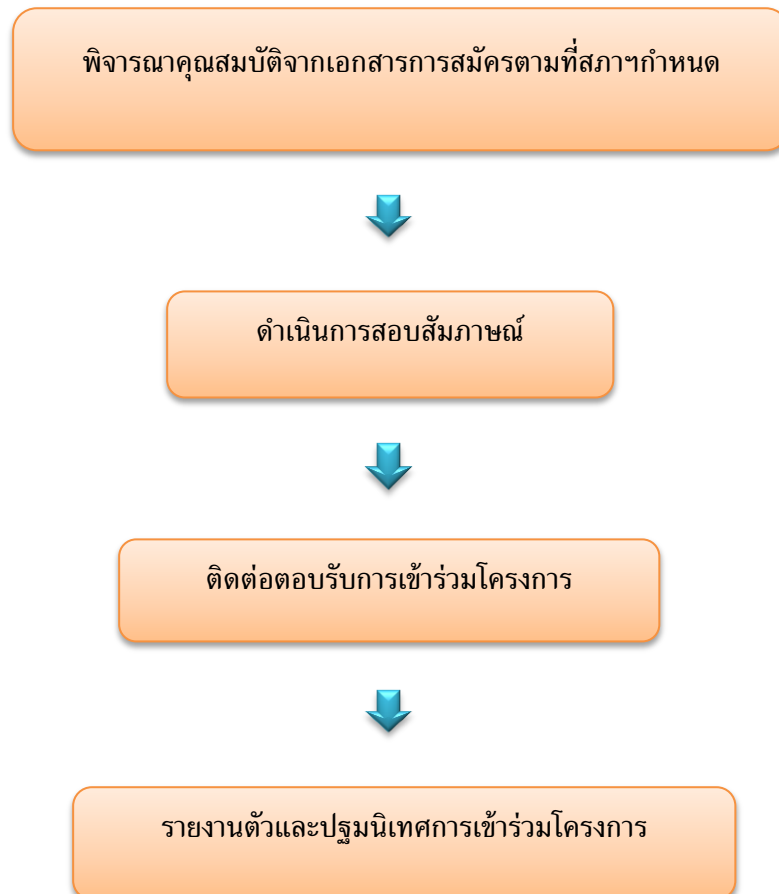 พิจารณาคุณสมบัติจากเอกสารการสมัครตามที่สภาฯกำหนด
ดำเนินการสอบสัมภาษณ์
ติดต่อตอบรับการเข้าร่วมโครงการ
รายงานตัวและปฐมนิเทศการเข้าร่วมโครงการ